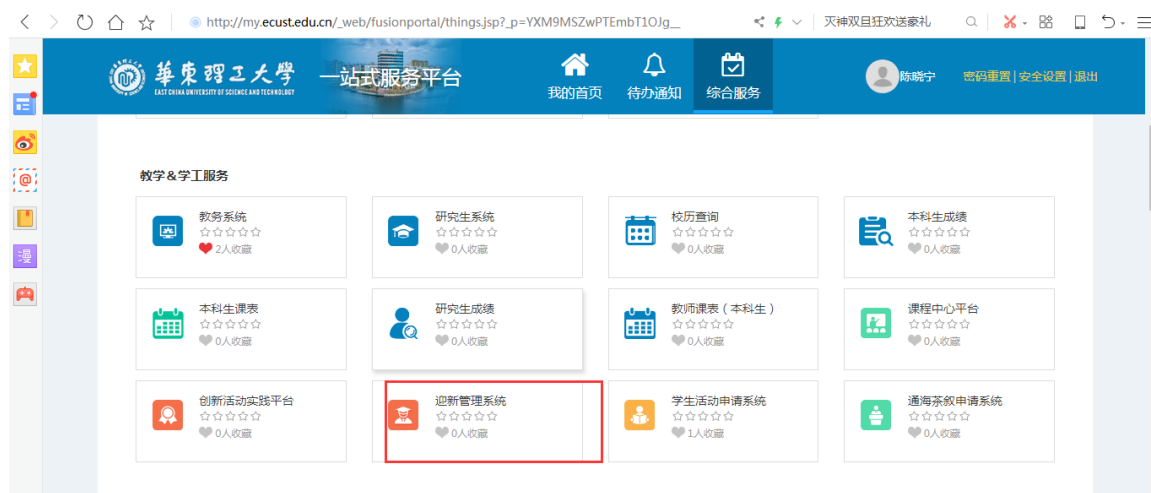 http://my.ecust.edu.cn/_web/fusionportal/things.jsp?_p=YXM9MSZwPTEmbT1OJg__
灭神双旦狂欢送豪礼
華東理工大學
EAST CHINA UNIVERSITY OF SCIENCE AND TECHNOLOGY
一站式服务平台
我的首页
待办通知
综合服务
陈晓宁
密码重置|安全设置|退出
漫
教学&学工服务
教务系统
2人收藏
研究生系统
0人收藏
校历查询
0人收藏
本科生成绩
0人收藏
本科生课表
0人收藏
研究生成绩
0人收藏
教师课表（本科生）
0人收藏
课程中心平台
0人收藏
创新活动实践平台
0人收藏
迎新管理系统
0人收藏
学生活动申请系统
1人收藏
通海茶叙申请系统
0人收藏